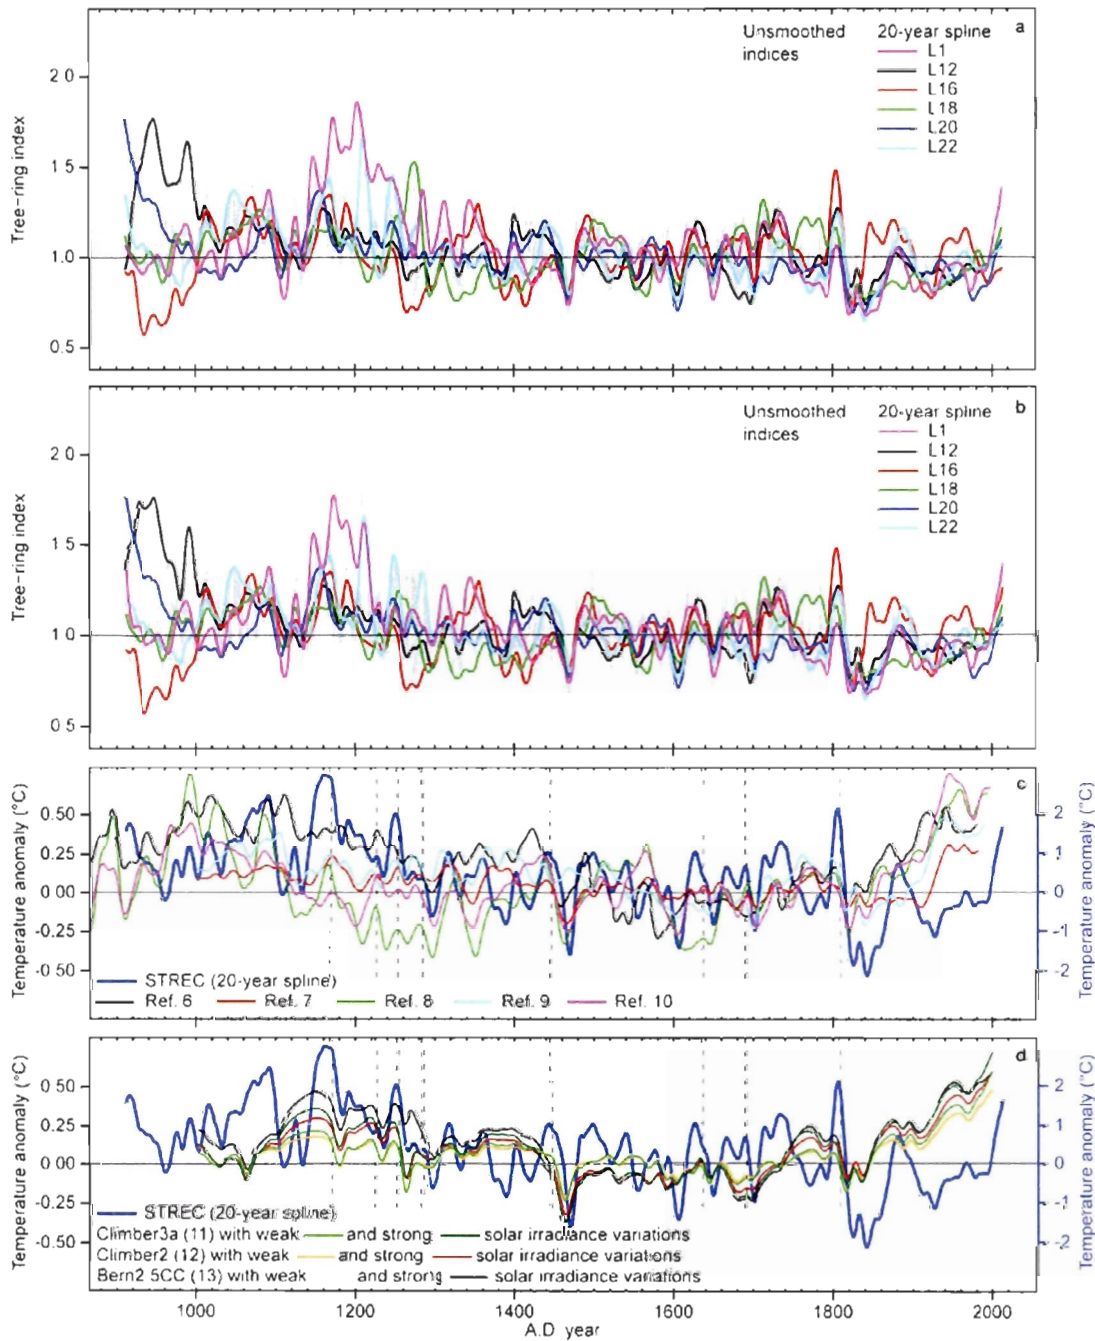 Unsmoothed 20-year spline a
indices L1
L12
L16
L18
L20
L22
Tree-ring index
2 0
1.5
1.0
0.5
Unsmoothed 20-year spline b
indices L1
L12
L16
L18
L20
L22
Tree-ring index
2 0
1 5
1 0
0 5
c
Temperature anomaly (°C)
0.50
0.25
0.00
-0.25
-0.50
2
1
0
-1
-2
Temperature anomaly (°C)
STREC (20-year spline)
Ref. 6 Ref. 7 Ref. 8 Ref. 9 Ref. 10
d
Temperature anomaly (°C)
0 50
0.25
0.00
-0.25
-0.50
2
1
0
-1
-2
Temperature anomaly (°C)
STREC (20-year spline)
Climber3a (11) with weak and strong solar irradiance variations
Climber2 (12) with weak and strong solar irradiance variations
Bern2 5CC (13) with weak and strong solar irradiance variations
1000 1200 1400 1600 1800 2000
A.D year